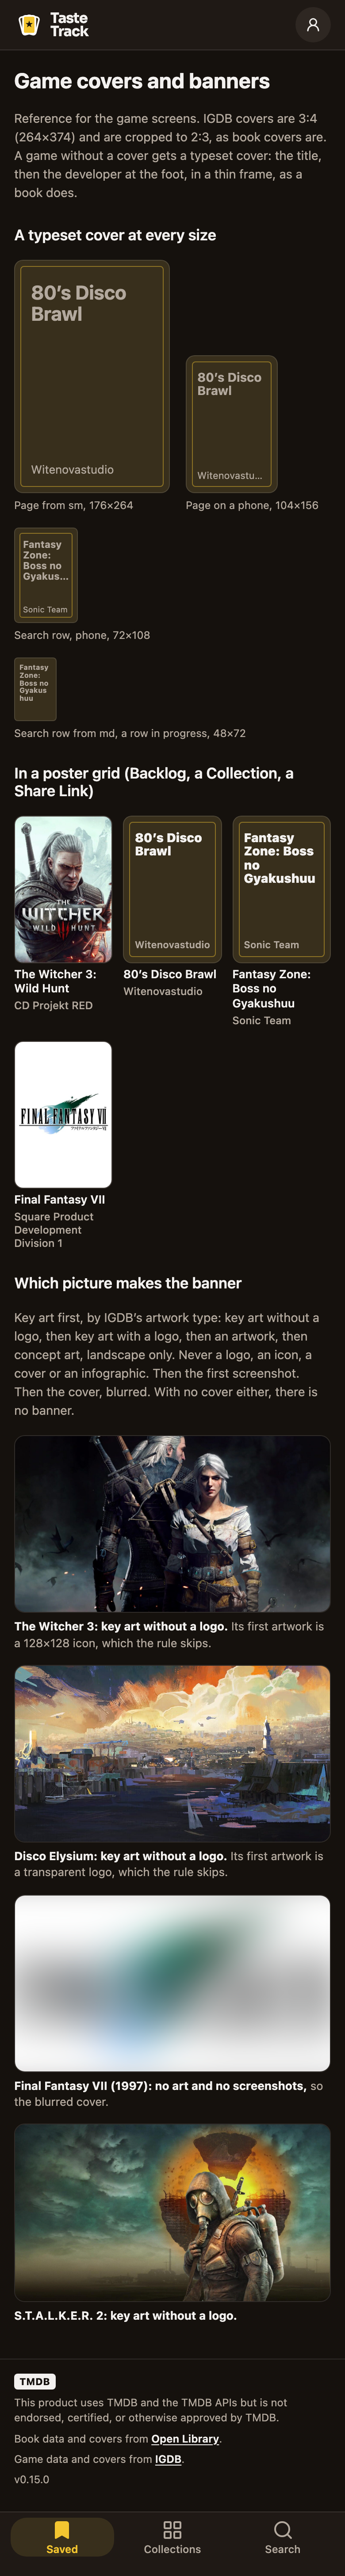 Taste
Track
Game covers and banners
Reference for the game screens. IGDB covers are 3:4
(264×374) and are cropped to 2:3, as book covers are.
A game without a cover gets a typeset cover: the title,
then the developer at the foot, in a thin frame, as a
book does.
A typeset cover at every size
80’s Disco
Brawl
Witenovastudio
Page from sm, 176×264
80’s Disco
Brawl
Witenovastu…
Page on a phone, 104×156
Fantasy
Zone:
Boss no
Gyakus…
Sonic Team
Search row, phone, 72×108
Fantasy
Zone:
Boss no
Gyakus
huu
Search row from md, a row in progress, 48×72
In a poster grid (Backlog, a Collection, a
Share Link)
THE
WITCHER
WILD HUNT
The Witcher 3:
Wild Hunt
CD Projekt RED
80’s Disco
Brawl
Witenovastudio
80’s Disco Brawl
Witenovastudio
Fantasy
Zone: Boss
no
Gyakushuu
Sonic Team
Fantasy Zone:
Boss no
Gyakushuu
Sonic Team
FINAL FANTASY VII
ファイナルファンタジーVII
Final Fantasy VII
Square Product
Development
Division 1
Which picture makes the banner
Key art first, by IGDB’s artwork type: key art without a
logo, then key art with a logo, then an artwork, then
concept art, landscape only. Never a logo, an icon, a
cover or an infographic. Then the first screenshot.
Then the cover, blurred. With no cover either, there is
no banner.
The Witcher 3: key art without a logo. Its first artwork is
a 128×128 icon, which the rule skips.
Disco Elysium: key art without a logo. Its first artwork is
a transparent logo, which the rule skips.
Final Fantasy VII (1997): no art and no screenshots, so
the blurred cover.
S.T.A.L.K.E.R. 2: key art without a logo.
TMDB
This product uses TMDB and the TMDB APIs but is not
endorsed, certified, or otherwise approved by TMDB.
Book data and covers from Open Library.
Game data and covers from IGDB.
v0.15.0
Saved
Collections
Search